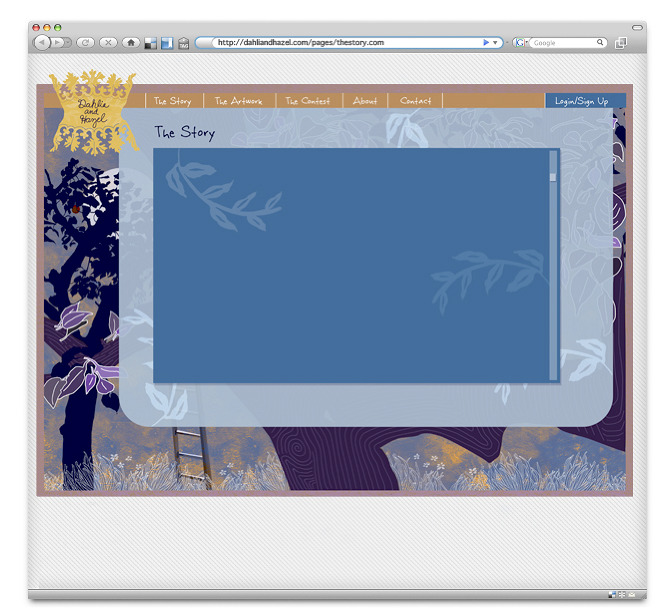 http://dahliandhazel.com/pages/thestory.com
Google
Dahlia
and
Hazel
The Story
The Artwork
The Contest
About
Contact
Login/Sign Up
The Story